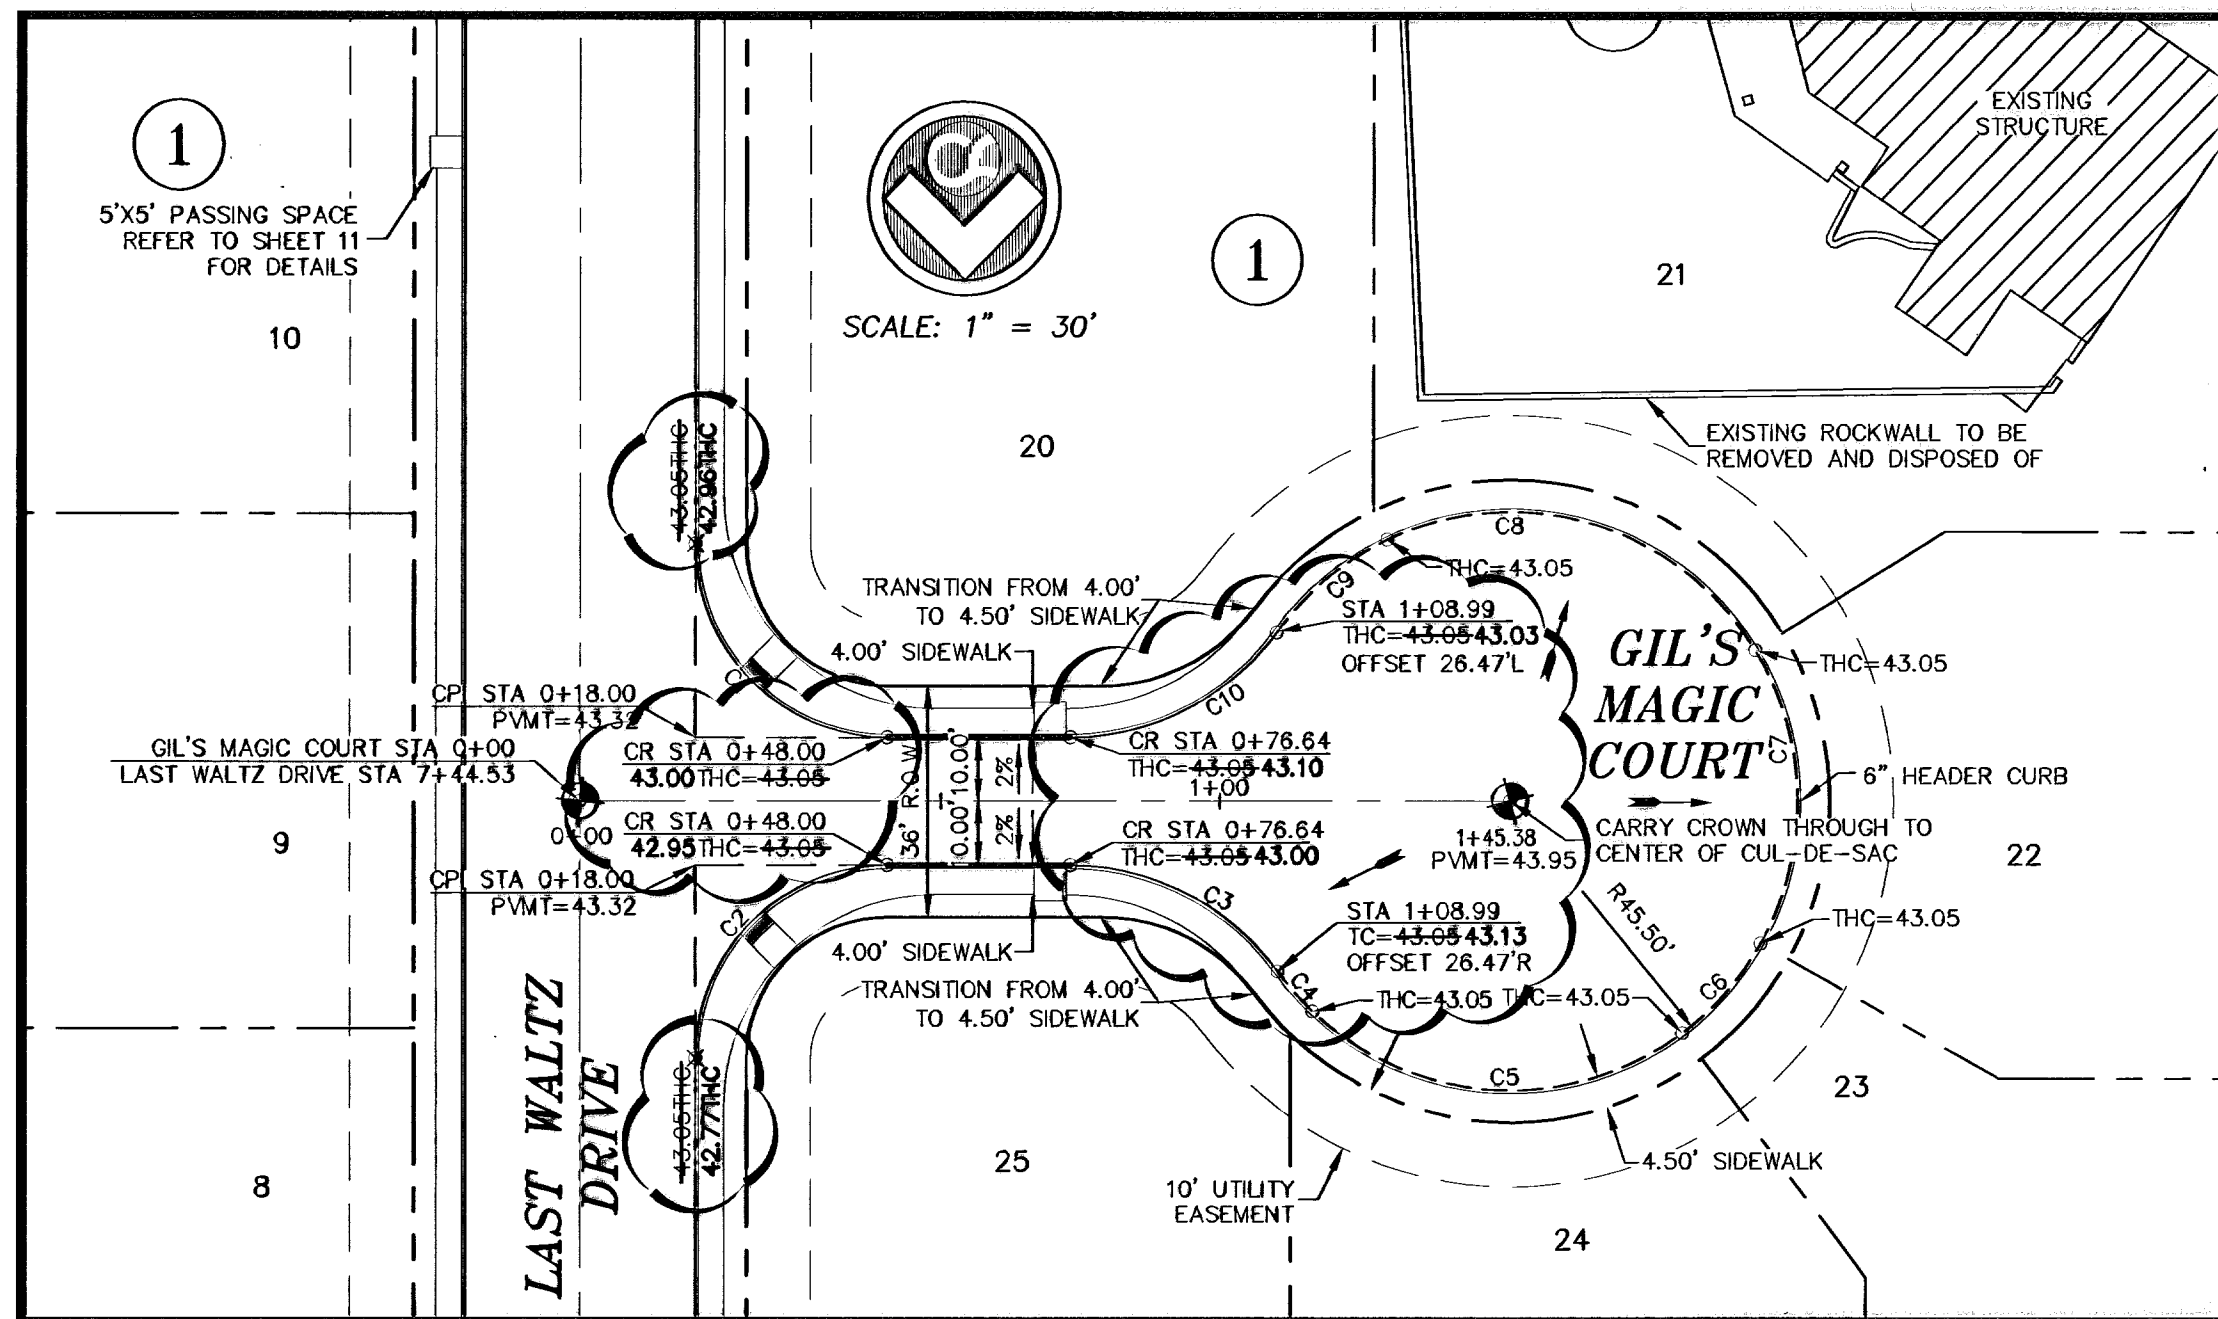 1
5'X5' PASSING SPACE
REFER TO SHEET 11
FOR DETAILS
10
SCALE: 1" = 30'
1
EXISTING
STRUCTURE
21
EXISTING ROCKWALL TO BE
REMOVED AND DISPOSED OF
20
43.05THC
42.96THC
C8
THC=43.05
C9
TRANSITION FROM 4.00'
TO 4.50' SIDEWALK
STA 1+08.99
THC=43.05 43.03
OFFSET 26.47'L
GIL'S
MAGIC
COURT
THC=43.05
4.00' SIDEWALK
C10
CP STA 0+18.00
PVMT=43.32
GIL'S MAGIC COURT STA 0+00
LAST WALTZ DRIVE STA 7+44.53
CR STA 0+48.00
43.00 THC=43.05
36' R.O.W.
10.00'
2%
CR STA 0+76.64
THC=43.05 43.10
1+00
C7
6" HEADER CURB
0+00
CR STA 0+48.00
42.95 THC=43.05
0.00'
2%
CR STA 0+76.64
THC=43.05 43.00
1+45.38
PVMT=43.95
CARRY CROWN THROUGH TO
CENTER OF CUL-DE-SAC
9
22
CP STA 0+18.00
PVMT=43.32
C2
C3
STA 1+08.99
TC=43.05 43.13
OFFSET 26.47'R
R45.50'
THC=43.05
4.00' SIDEWALK
TRANSITION FROM 4.00'
TO 4.50' SIDEWALK
C4
THC=43.05
THC=43.05
C6
C5
LAST WALTZ
DRIVE
43.05THC
42.77THC
23
8
25
4.50' SIDEWALK
10' UTILITY
EASEMENT
24